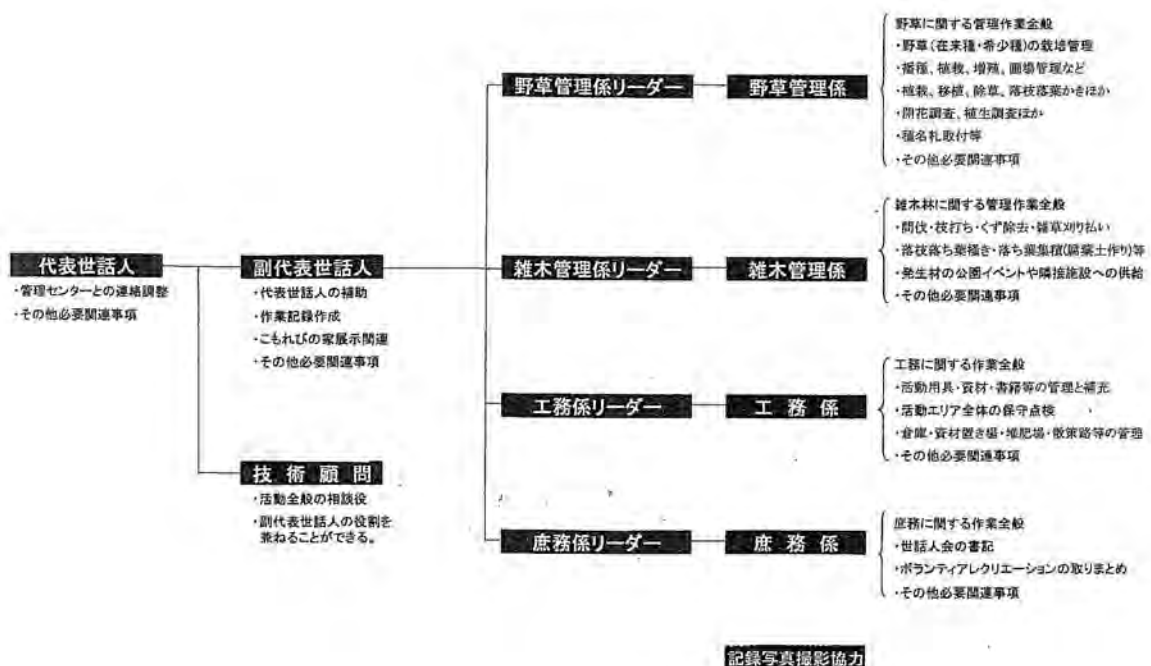 代表世話人
・管理センターとの連絡調整
・その他必要関連事項
副代表世話人
・代表世話人の補助
・作業記録作成
・こもれびの家展示関連
・その他必要関連事項
技術顧問
・活動全般の相談役
・副代表世話人の役割を
兼ねることができる。
野草管理係リーダー
野草管理係
野草に関する管理作業全般
・野草(在来種・希少種)の栽培管理
・播種、植栽、増殖、圃場管理など
・植栽、移植、除草、落枝落葉かきほか
・開花調査、植生調査ほか
・種名札取付等
・その他必要関連事項
雑木管理係リーダー
雑木管理係
雑木林に関する管理作業全般
・間伐・枝打ち・くず除去・雑草刈り払い
・落枝落ち葉掻き・落ち葉集積(腐葉土作り)等
・発生材の公園イベントや隣接施設への供給
・その他必要関連事項
工務係リーダー
工務係
工務に関する作業全般
・活動用具・資材・書籍等の管理と補充
・活動エリア全体の保守点検
・倉庫・資材置き場・堆肥場・散策路等の管理
・その他必要関連事項
庶務係リーダー
庶務係
庶務に関する作業全般
・世話人会の書記
・ボランティアレクリエーションの取りまとめ
・その他必要関連事項
記録写真撮影協力